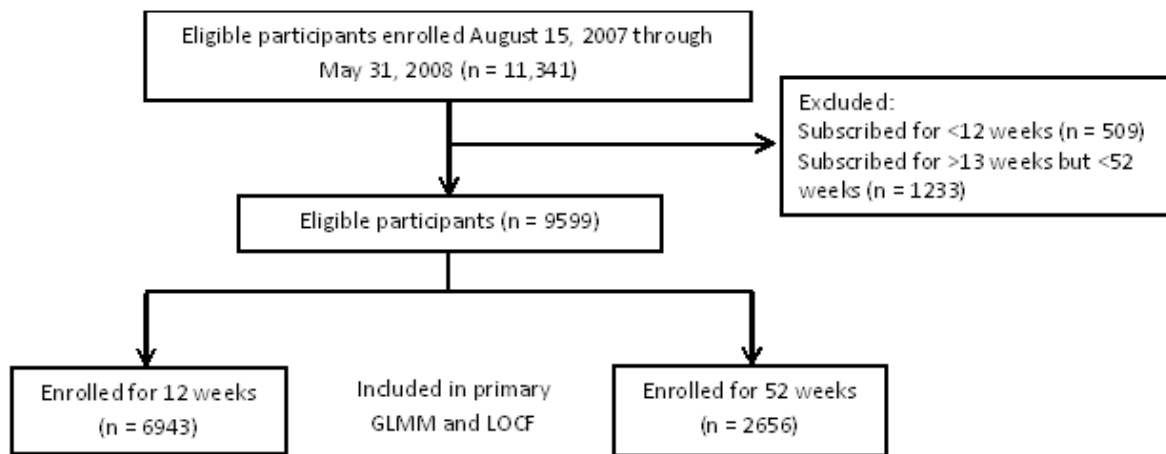 Eligible participants enrolled August 15, 2007 through
May 31, 2008 (n = 11,341)
Excluded:
Subscribed for <12 weeks (n = 509)
Subscribed for >13 weeks but <52
weeks (n = 1233)
Eligible participants (n = 9599)
Enrolled for 12 weeks
(n = 6943)
Included in primary
GLMM and LOCF
Enrolled for 52 weeks
(n = 2656)